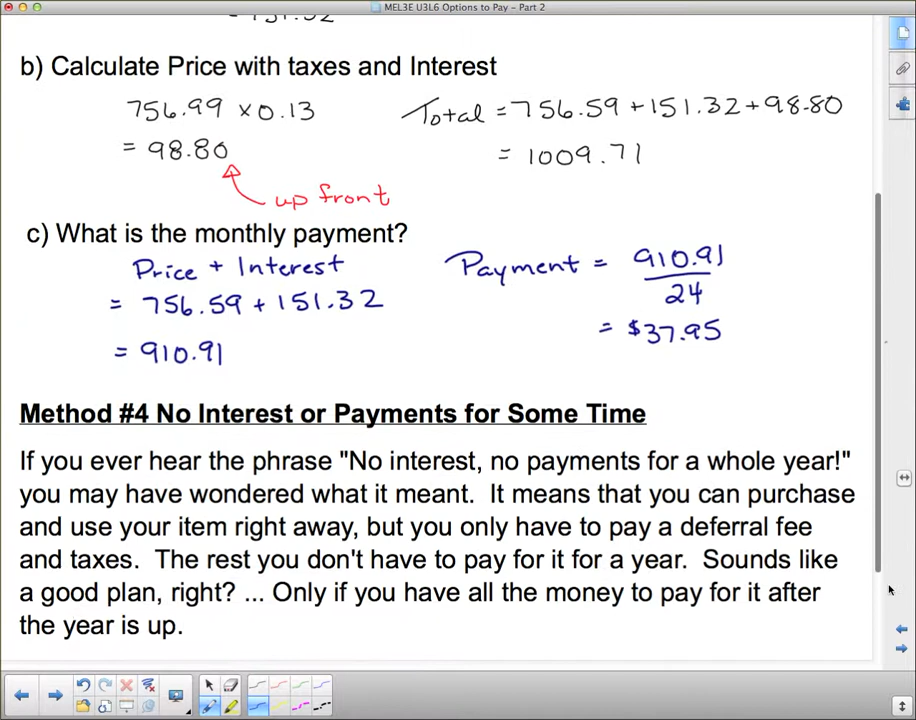 MEL3E U3L6 Options to Pay – Part 2
b) Calculate Price with taxes and Interest
756.99 × 0.13
= 98.80
up front
Total = 756.59 + 151.32 + 98.80
= 1009.71
c) What is the monthly payment?
Price + Interest
= 756.59 + 151.32
= 910.91
Payment = 910.91
24
= $37.95
Method #4 No Interest or Payments for Some Time
If you ever hear the phrase "No interest, no payments for a whole year!"
you may have wondered what it meant.  It means that you can purchase
and use your item right away, but you only have to pay a deferral fee
and taxes.  The rest you don't have to pay for it for a year.  Sounds like
a good plan, right? ... Only if you have all the money to pay for it after
the year is up.